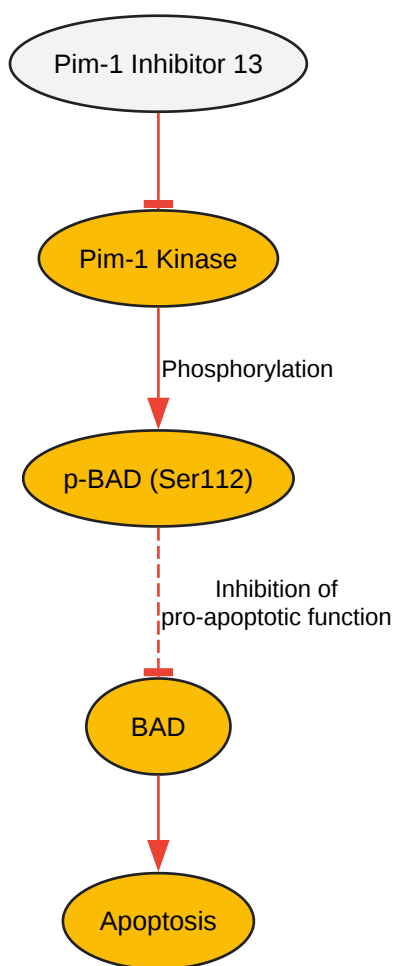 Pim-1 Inhibitor 13
Pim-1 Kinase
Phosphorylation
p-BAD (Ser112)
Inhibition of
pro-apoptotic function
BAD
Apoptosis